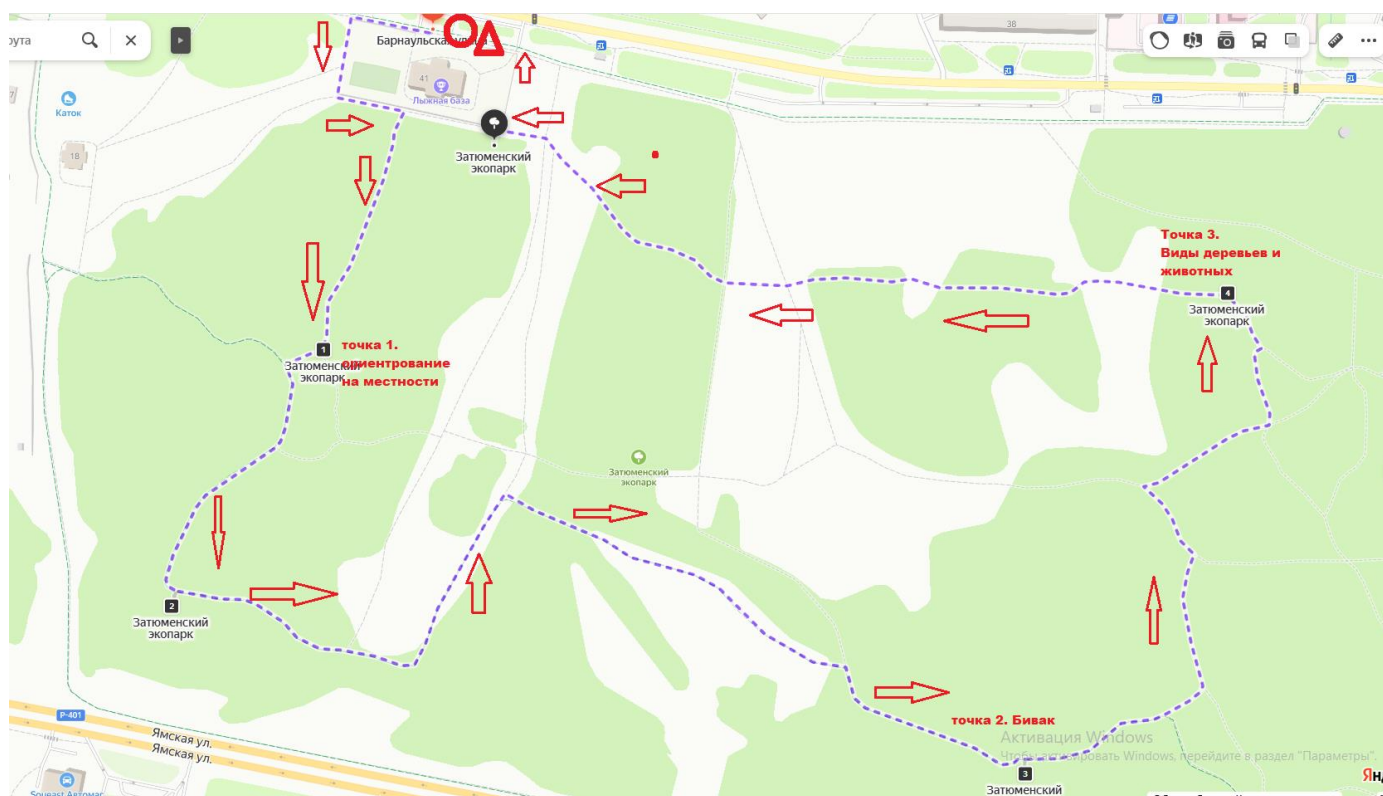 38
рута
Барнаульская улица
41
Лыжная база
Каток
18
Затюменский
экопарк
Точка 3.
Виды деревьев и
животных
4
Затюменский
экопарк
1
точка 1.
Затюменский
ориентрование
экопарк
на местности
Затюменский
экопарк
2
Затюменский
экопарк
Р-401
Ямская ул.
Ямская ул.
точка 2. Бивак
Активация Windows
Чтобы активировать Windows, перейдите в раздел "Параметры".
3
Затюменский
Янд